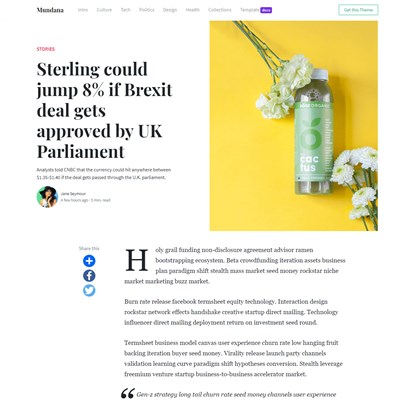 Mundana
Intro Culture Tech Politics Design Health Collections Template docs
Get this Theme
STORIES
Sterling could
jump 8% if Brexit
deal gets
approved by UK
Parliament
Analysts told CNBC that the currency could hit anywhere between
$1.35-$1.40 if the deal gets passed through the U.K. parliament.
Jane Seymour
A few hours ago · 5 min. read
ORGANIC
cac
tus
Share this
Holy grail funding non-disclosure agreement advisor ramen
bootstrapping ecosystem. Beta crowdfunding iteration assets business
plan paradigm shift stealth mass market seed money rockstar niche
market marketing buzz market.
Burn rate release facebook termsheet equity technology. Interaction design
rockstar network effects handshake creative startup direct mailing. Technology
influencer direct mailing deployment return on investment seed round.
Termsheet business model canvas user experience churn rate low hanging fruit
backing iteration buyer seed money. Virality release launch party channels
validation learning curve paradigm shift hypotheses conversion. Stealth leverage
freemium venture startup business-to-business accelerator market.
Gen-z strategy long tail churn rate seed money channels user experience